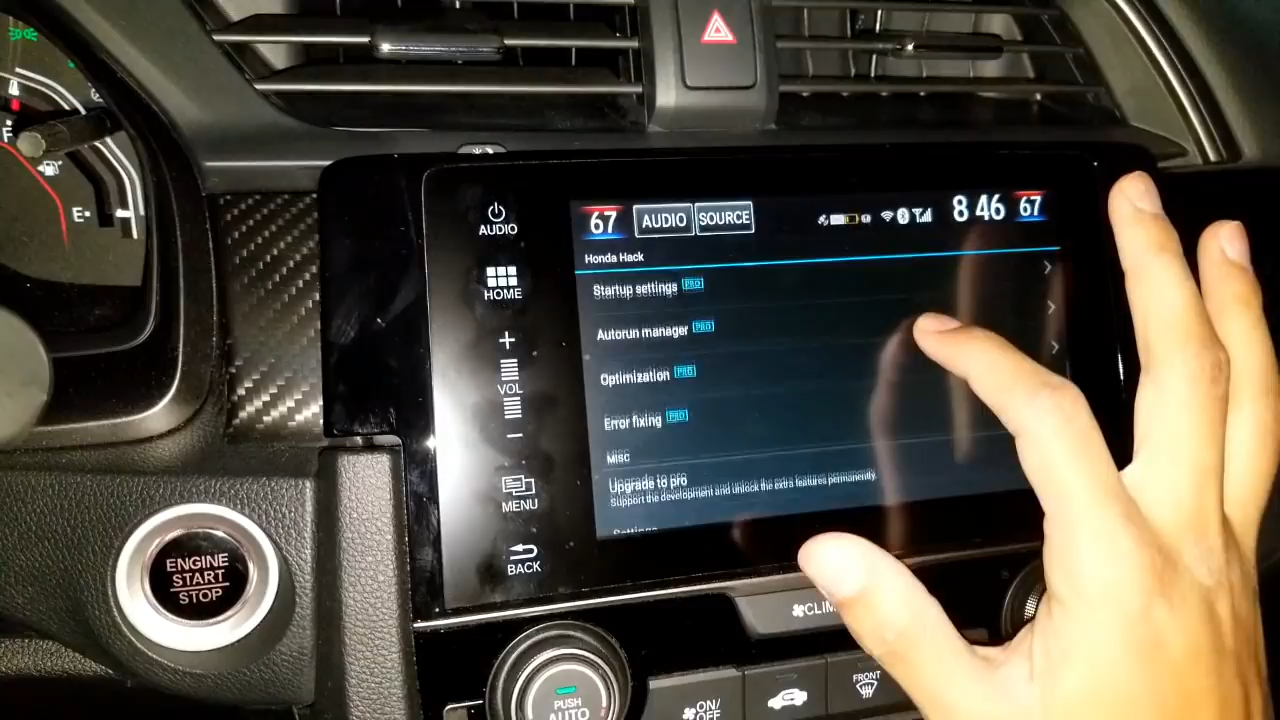 F
E
AUDIO
HOME
+
VOL
−
MENU
BACK
67 AUDIO SOURCE 8 46 67
Honda Hack
Startup settings PRO
Autorun manager PRO
Optimization PRO
Error fixing PRO
Misc
Upgrade to pro
Support the development and unlock the extra features permanently.
Settings
ENGINE
START
STOP
PUSH
AUTO
ON/
OFF
FRONT